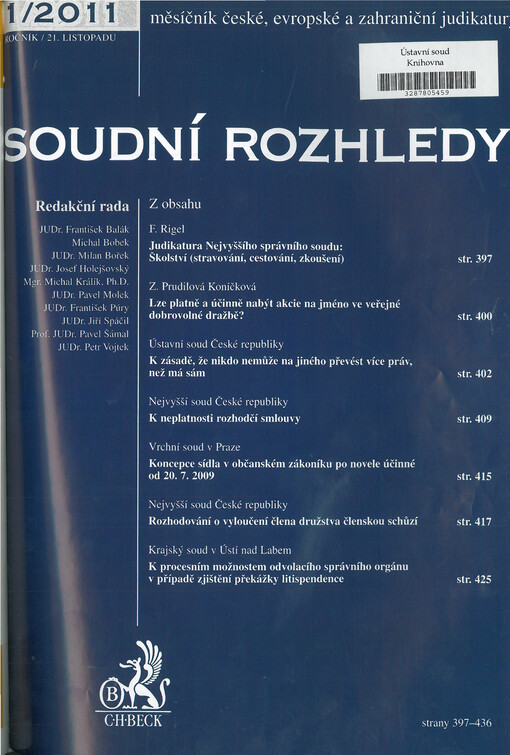 1/2011
měsíčník české, evropské a zahraniční judikatury
ROČNÍK / 21. LISTOPADU
Ústavní soud
Knihovna
3287805459
SOUDNÍ ROZHLEDY
Redakční rada
JUDr. František Balák
Michal Bobek
JUDr. Milan Bořek
JUDr. Josef Holejšovský
Mgr. Michal Králík, Ph.D.
JUDr. Pavel Molek
JUDr. František Púry
JUDr. Jiří Spáčil
Prof. JUDr. Pavel Šámal
JUDr. Petr Vojtek
Z obsahu
F. Rigel
Judikatura Nejvyššího správního soudu:
Školství (stravování, cestování, zkoušení) str. 397
Z. Prudilová Koníčková
Lze platně a účinně nabýt akcie na jméno ve veřejné
dobrovolné dražbě? str. 400
Ústavní soud České republiky
K zásadě, že nikdo nemůže na jiného převést více práv,
než má sám str. 402
Nejvyšší soud České republiky
K neplatnosti rozhodčí smlouvy str. 409
Vrchní soud v Praze
Koncepce sídla v občanském zákoníku po novele účinné
od 20. 7. 2009 str. 415
Nejvyšší soud České republiky
Rozhodování o vyloučení člena družstva členskou schůzí str. 417
Krajský soud v Ústí nad Labem
K procesním možnostem odvolacího správního orgánu
v případě zjištění překážky litispendence str. 425
B
C·H·BECK
strany 397–436